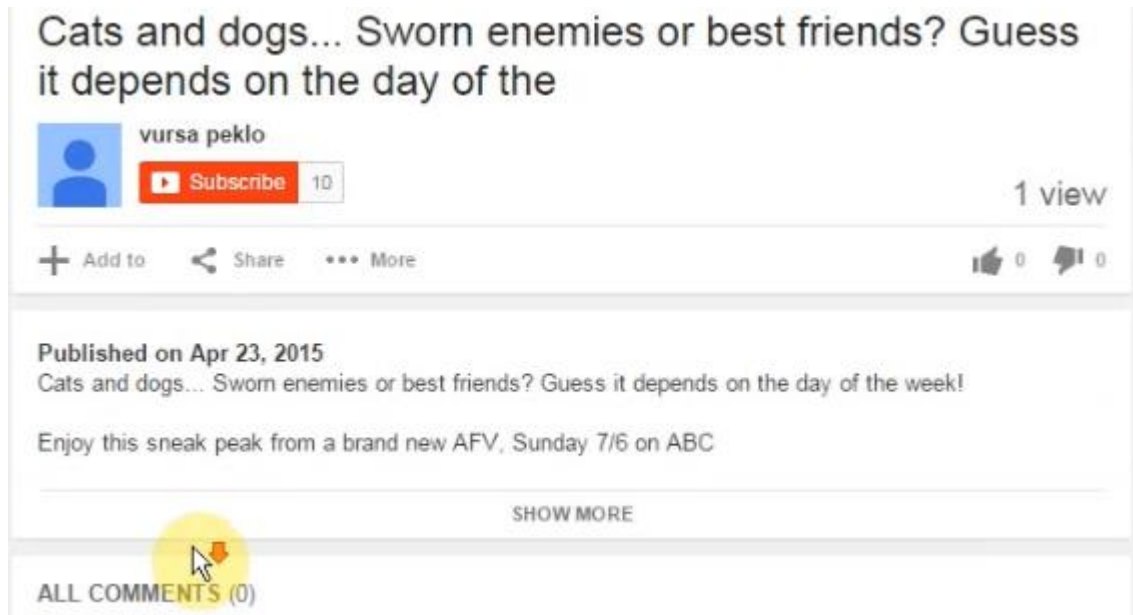 Cats and dogs... Sworn enemies or best friends? Guess
it depends on the day of the
vursa peklo
Subscribe 10
1 view
Add to Share More 0 0
Published on Apr 23, 2015
Cats and dogs... Sworn enemies or best friends? Guess it depends on the day of the week!
Enjoy this sneak peak from a brand new AFV, Sunday 7/6 on ABC
SHOW MORE
ALL COMMENTS (0)